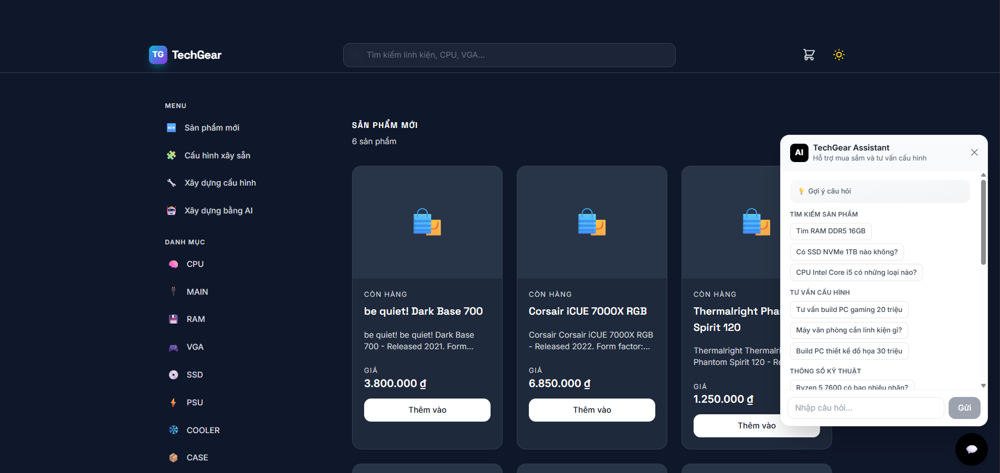 TG TechGear
Tìm kiếm linh kiện, CPU, VGA...
MENU
NEW Sản phẩm mới
Cấu hình xây sẵn
Xây dựng cấu hình
Xây dựng bằng AI
DANH MỤC
CPU
MAIN
RAM
VGA
SSD
PSU
COOLER
CASE
SẢN PHẨM MỚI
6 sản phẩm
CÒN HÀNG
be quiet! Dark Base 700
be quiet! be quiet! Dark Base
700 - Released 2021. Form...
GIÁ
3.800.000 ₫
Thêm vào
CÒN HÀNG
Corsair iCUE 7000X RGB
Corsair Corsair iCUE 7000X RGB
- Released 2022. Form factor:...
GIÁ
6.850.000 ₫
Thêm vào
CÒN HÀNG
Thermalright Pha
Spirit 120
Thermalright Thermalri
Phantom Spirit 120 - Re
GIÁ
1.250.000 ₫
Thêm vào
AI TechGear Assistant
Hỗ trợ mua sắm và tư vấn cấu hình
Gợi ý câu hỏi
TÌM KIẾM SẢN PHẨM
Tìm RAM DDR5 16GB
Có SSD NVMe 1TB nào không?
CPU Intel Core i5 có những loại nào?
TƯ VẤN CẤU HÌNH
Tư vấn build PC gaming 20 triệu
Máy văn phòng cần linh kiện gì?
Build PC thiết kế đồ họa 30 triệu
THÔNG SỐ KỸ THUẬT
Ryzen 5 7600 có bao nhiêu nhân?
Nhập câu hỏi...
Gửi